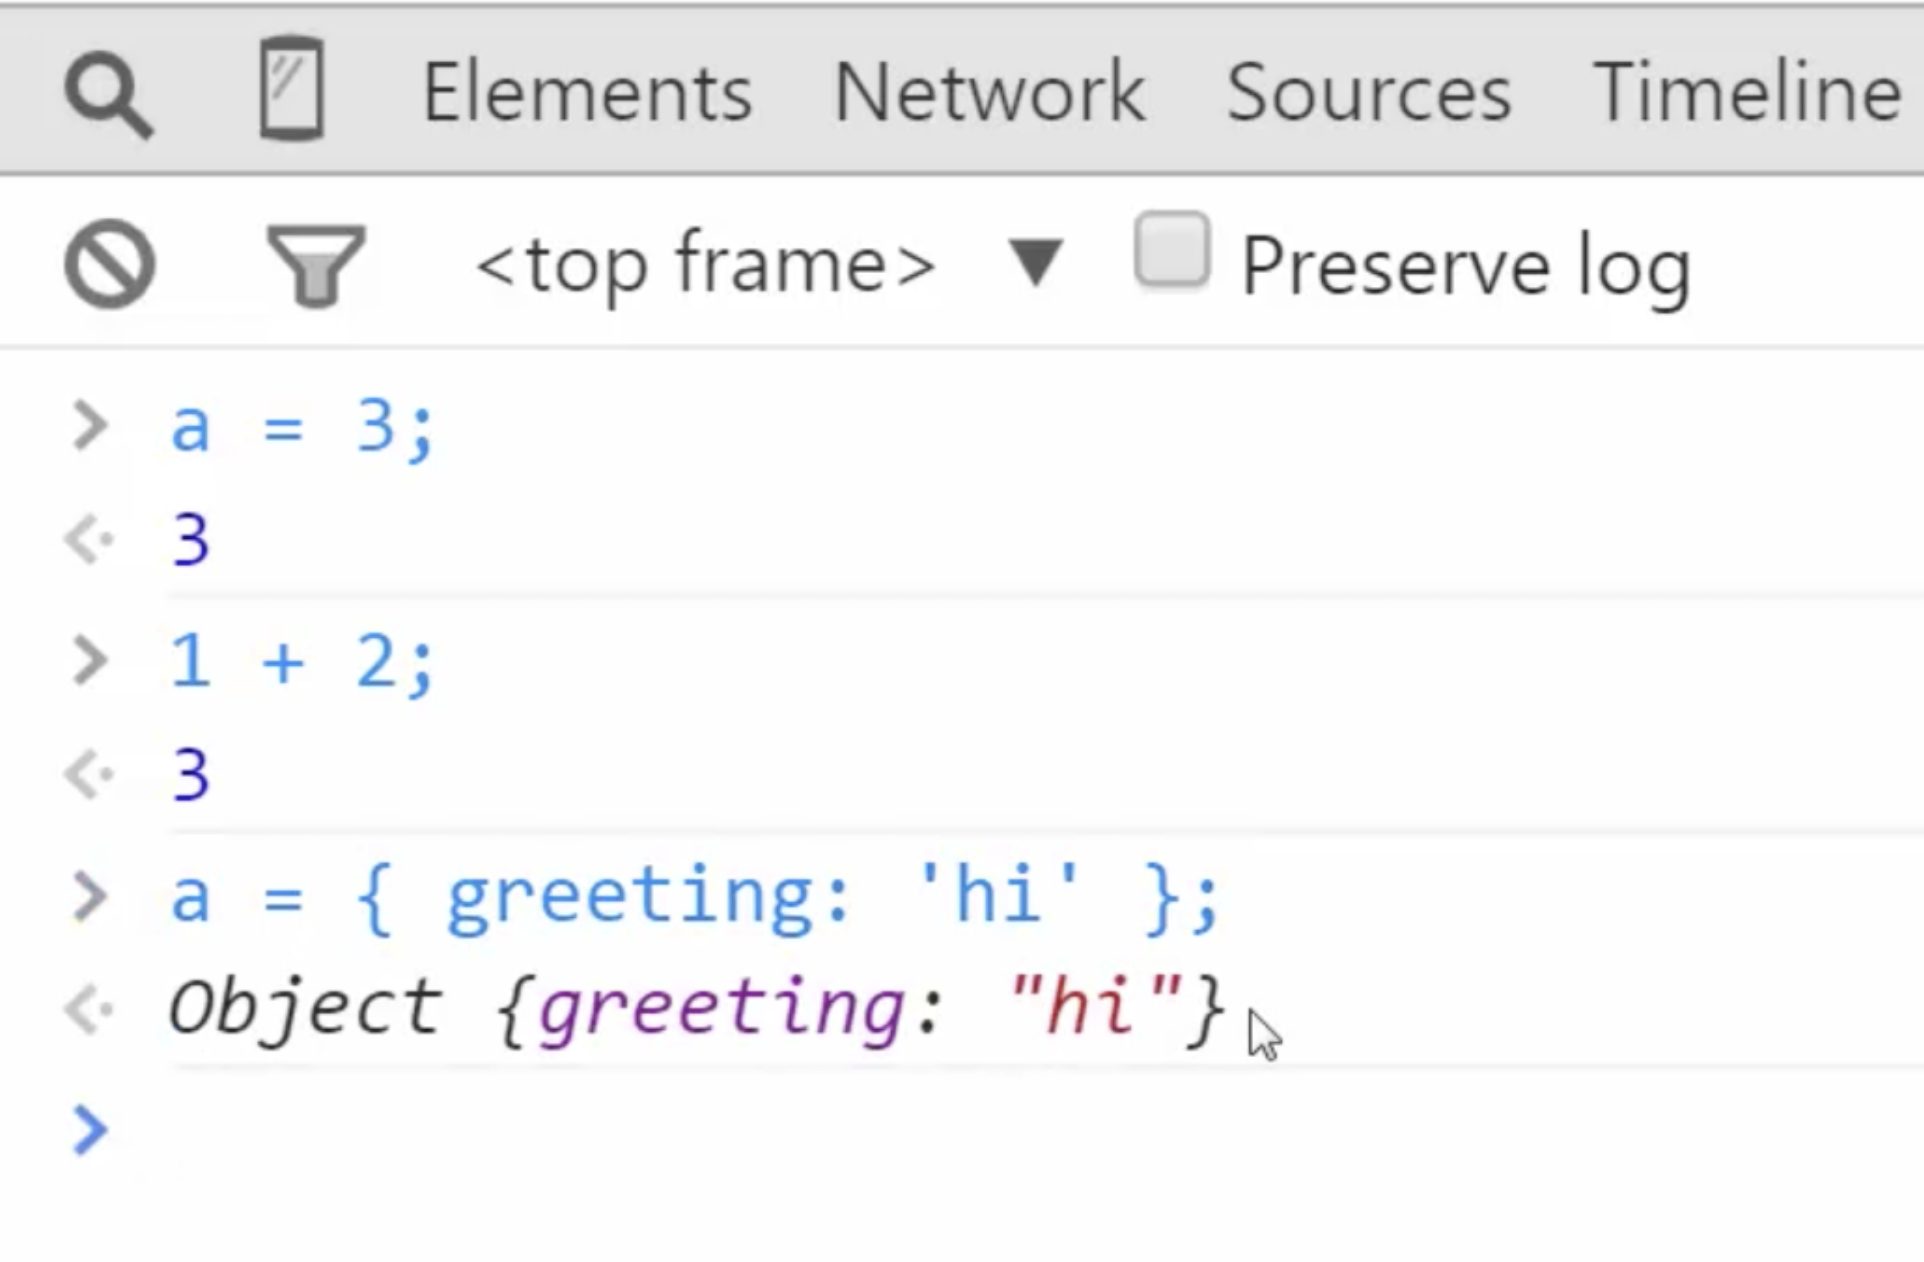 Elements Network Sources Timeline
<top frame> ▼ Preserve log
> a = 3;
<· 3
> 1 + 2;
<· 3
> a = { greeting: 'hi' };
<· Object {greeting: "hi"}
>